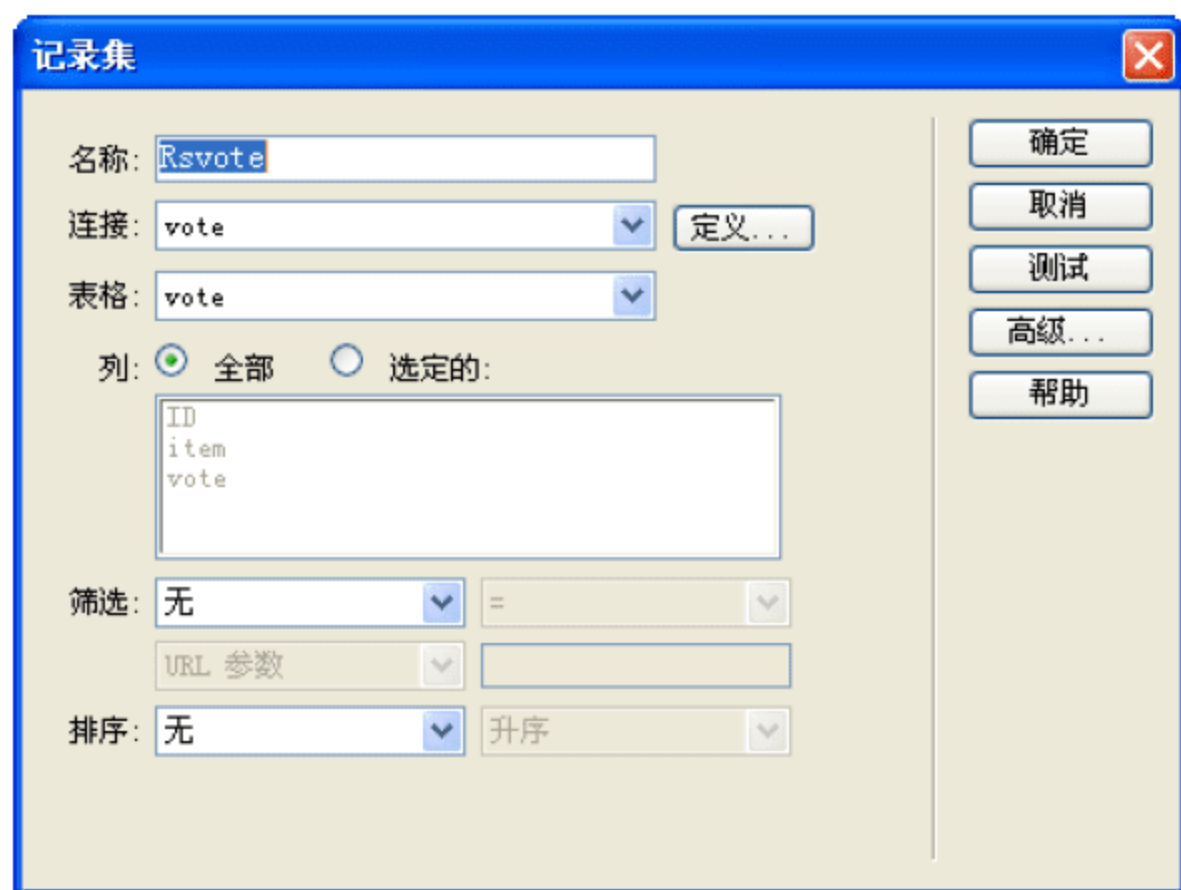 记录集
名称: Rsvote
连接: vote 定义...
表格: vote
列: 全部 选定的:
ID
item
vote
筛选: 无 =
URL 参数
排序: 无 升序
确定
取消
测试
高级...
帮助